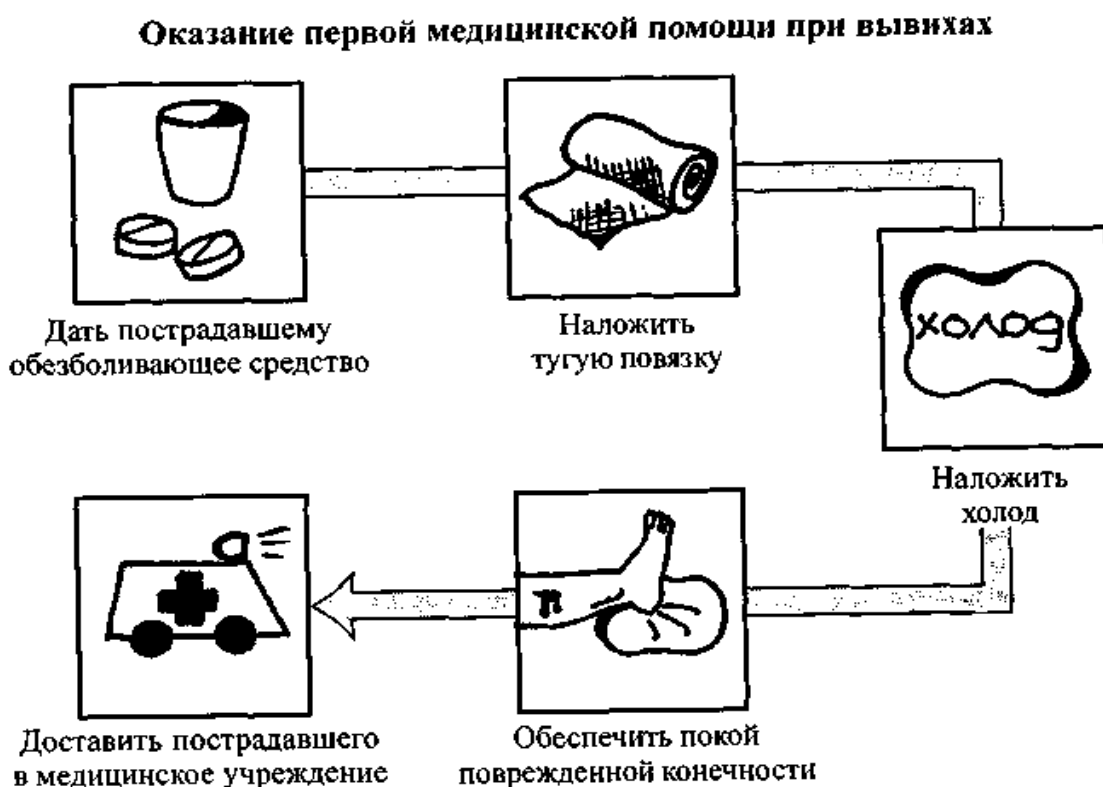 Оказание первой медицинской помощи при вывихах
Дать пострадавшему
обезболивающее средство
Наложить
тугую повязку
холод
Наложить
холод
Обеспечить покой
поврежденной конечности
Доставить пострадавшего
в медицинское учреждение